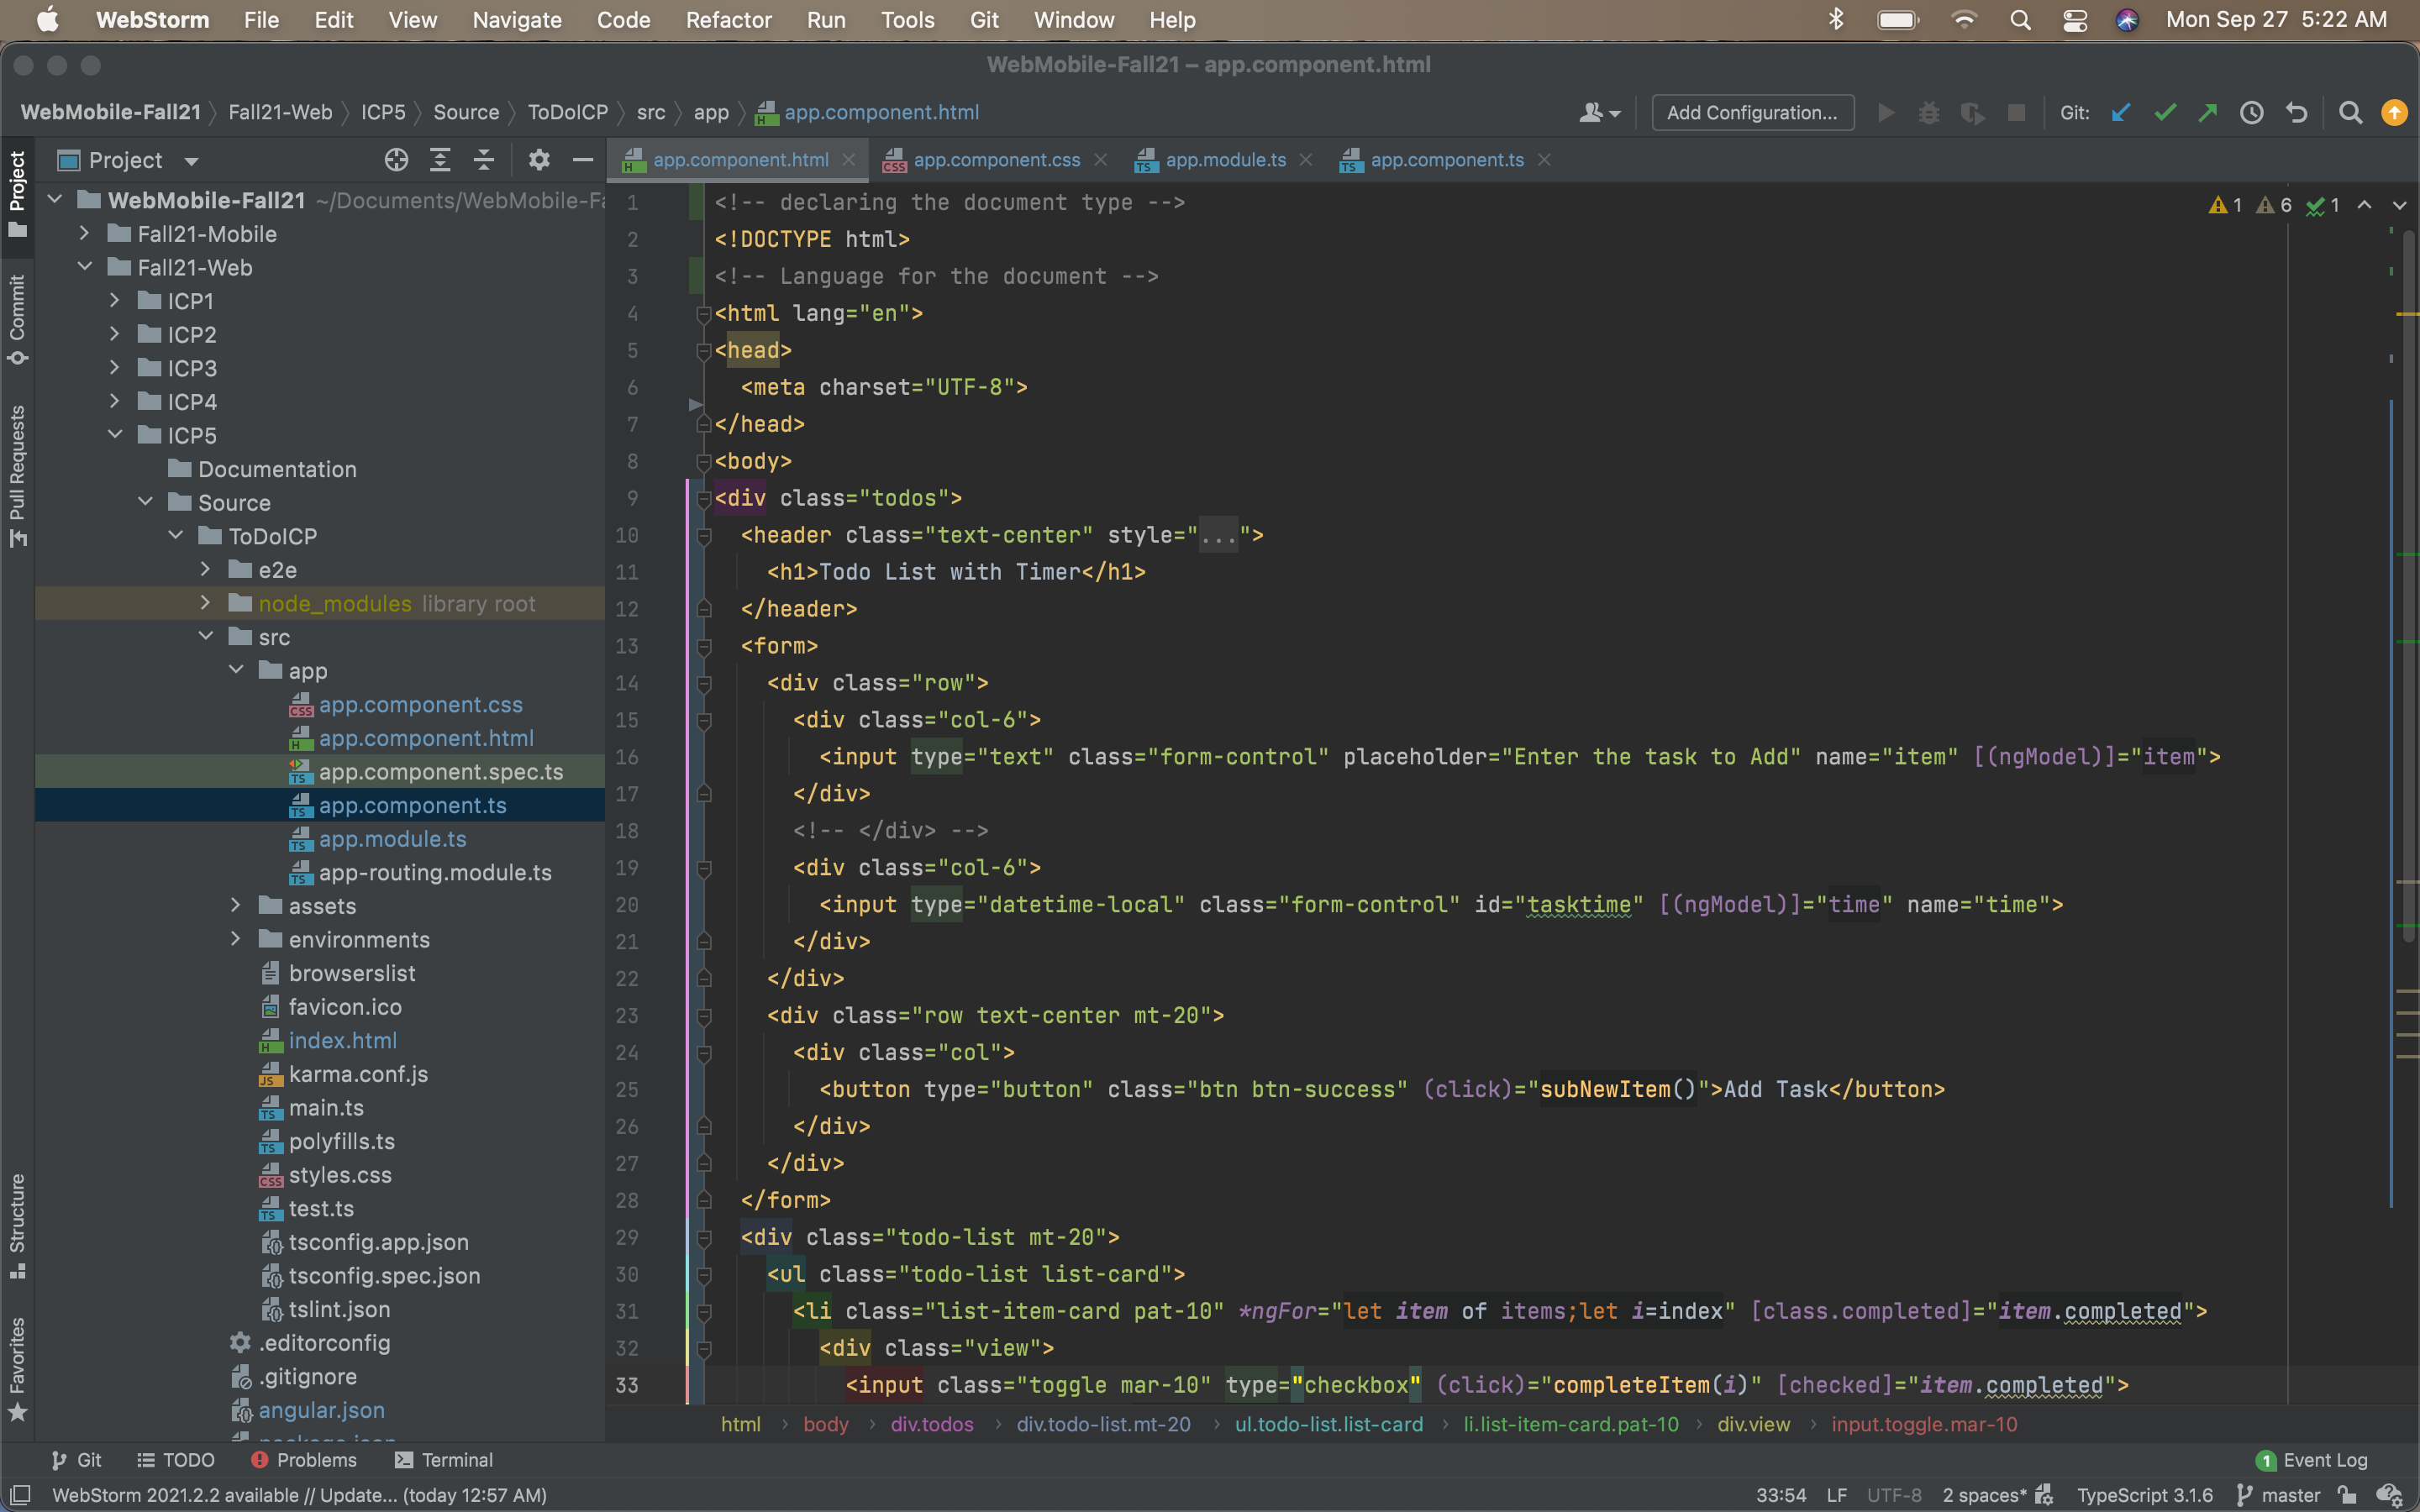 WebStorm File Edit View Navigate Code Refactor Run Tools Git Window Help Mon Sep 27 5:22 AM
WebMobile-Fall21 – app.component.html
WebMobile-Fall21 Fall21-Web ICP5 Source ToDoICP src app app.component.html Add Configuration... Git:
Project app.component.html app.component.css app.module.ts app.component.ts
Project
Commit
Pull Requests
Structure
Favorites
WebMobile-Fall21 ~/Documents/WebMobile-Fa
Fall21-Mobile
Fall21-Web
ICP1
ICP2
ICP3
ICP4
ICP5
Documentation
Source
ToDoICP
e2e
node_modules library root
src
app
app.component.css
app.component.html
app.component.spec.ts
app.component.ts
app.module.ts
app-routing.module.ts
assets
environments
browserslist
favicon.ico
index.html
karma.conf.js
main.ts
polyfills.ts
styles.css
test.ts
tsconfig.app.json
tsconfig.spec.json
tslint.json
.editorconfig
.gitignore
angular.json
1 6 1
1 <!-- declaring the document type -->
2 <!DOCTYPE html>
3 <!-- Language for the document -->
4 <html lang="en">
5 <head>
6 <meta charset="UTF-8">
7 </head>
8 <body>
9 <div class="todos">
10 <header class="text-center" style="...">
11 <h1>Todo List with Timer</h1>
12 </header>
13 <form>
14 <div class="row">
15 <div class="col-6">
16 <input type="text" class="form-control" placeholder="Enter the task to Add" name="item" [(ngModel)]="item">
17 </div>
18 <!-- </div> -->
19 <div class="col-6">
20 <input type="datetime-local" class="form-control" id="tasktime" [(ngModel)]="time" name="time">
21 </div>
22 </div>
23 <div class="row text-center mt-20">
24 <div class="col">
25 <button type="button" class="btn btn-success" (click)="subNewItem()">Add Task</button>
26 </div>
27 </div>
28 </form>
29 <div class="todo-list mt-20">
30 <ul class="todo-list list-card">
31 <li class="list-item-card pat-10" *ngFor="let item of items;let i=index" [class.completed]="item.completed">
32 <div class="view">
33 <input class="toggle mar-10" type="checkbox" (click)="completeItem(i)" [checked]="item.completed">
html body div.todos div.todo-list.mt-20 ul.todo-list.list-card li.list-item-card.pat-10 div.view input.toggle.mar-10
Git TODO Problems Terminal 1 Event Log
WebStorm 2021.2.2 available // Update... (today 12:57 AM) 33:54 LF UTF-8 2 spaces* TypeScript 3.1.6 master